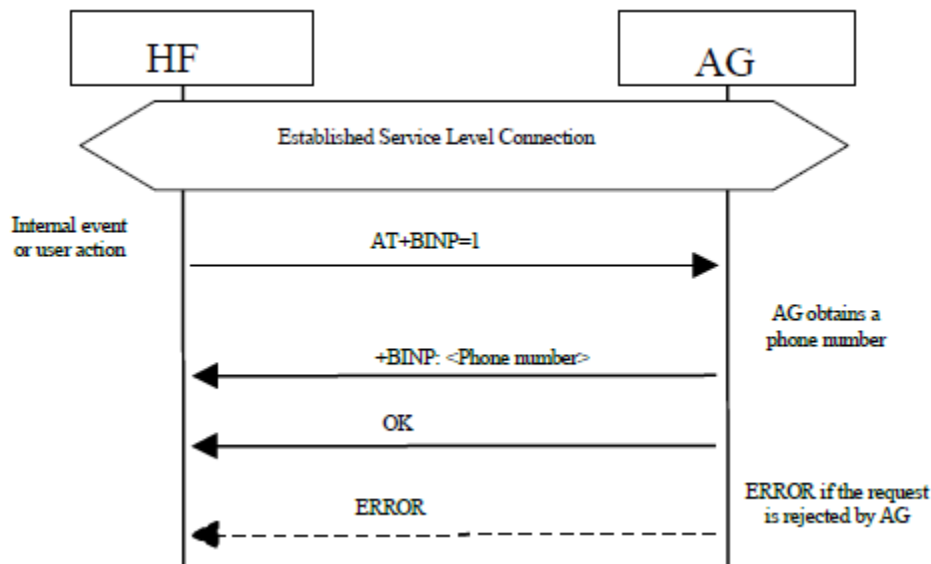 HF
AG
Established Service Level Connection
Internal event
or user action
AT+BINP=1
AG obtains a
phone number
+BINP: <Phone number>
OK
ERROR
ERROR if the request
is rejected by AG